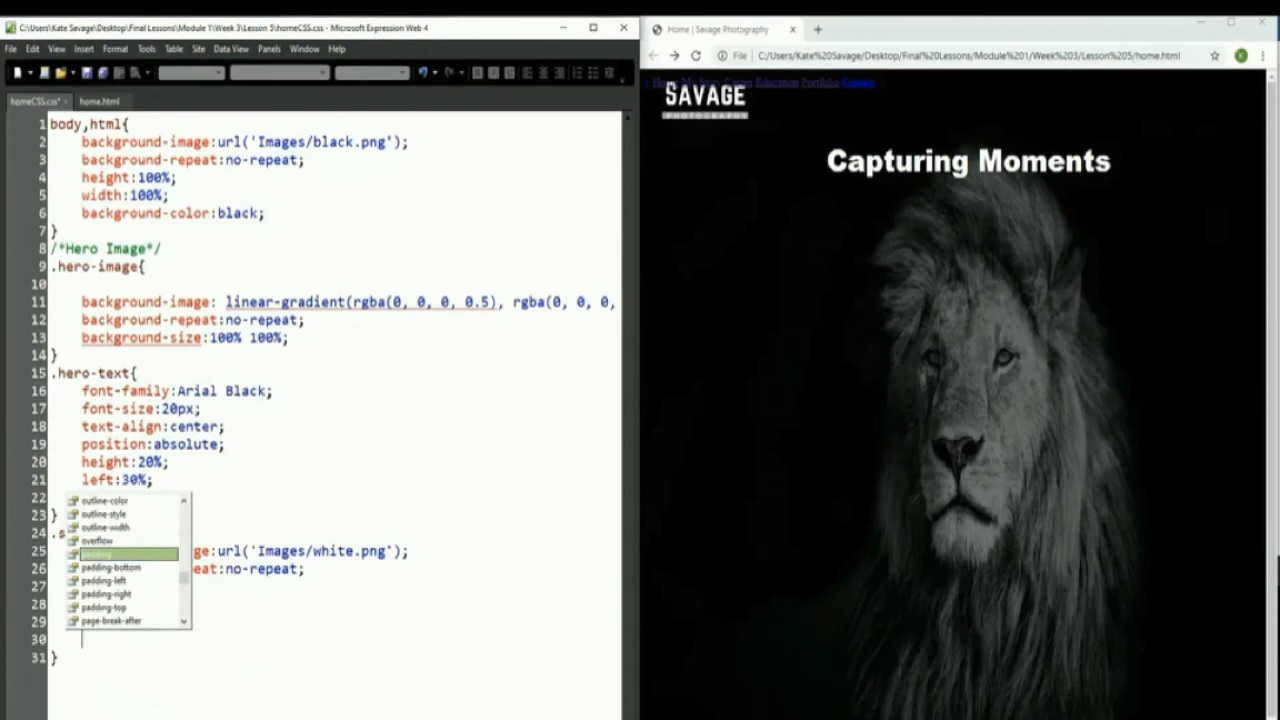 C:\Users\Kate Savage\Desktop\Final Lessons\Module 1\Week 3\Lesson 5\homeCSS.css - Microsoft Expression Web 4
File Edit View Insert Format Tools Table Site Data View Panels Window Help
homeCSS.css* home.html
1 body,html{
2 background-image:url('Images/black.png');
3 background-repeat:no-repeat;
4 height:100%;
5 width:100%;
6 background-color:black;
7 }
8 /*Hero Image*/
9 .hero-image{
10
11 background-image: linear-gradient(rgba(0, 0, 0, 0.5), rgba(0, 0, 0,
12 background-repeat:no-repeat;
13 background-size:100% 100%;
14 }
15 .hero-text{
16 font-family:Arial Black;
17 font-size:20px;
18 text-align:center;
19 position:absolute;
20 height:20%;
21 left:30%;
22
23 }
24 .s
25 ge:url('Images/white.png');
26 eat:no-repeat;
27
28
29
30
31 }
outline-color
outline-style
outline-width
overflow
padding
padding-bottom
padding-left
padding-right
padding-top
page-break-after
Home | Savage Photography
File C:/Users/Kate%20Savage/Desktop/Final%20Lessons/Module%201/Week%203/Lesson%205/home.html
Home My Story Career Education Portfolio Contact
SAVAGE
PHOTOGRAPHY
Capturing Moments